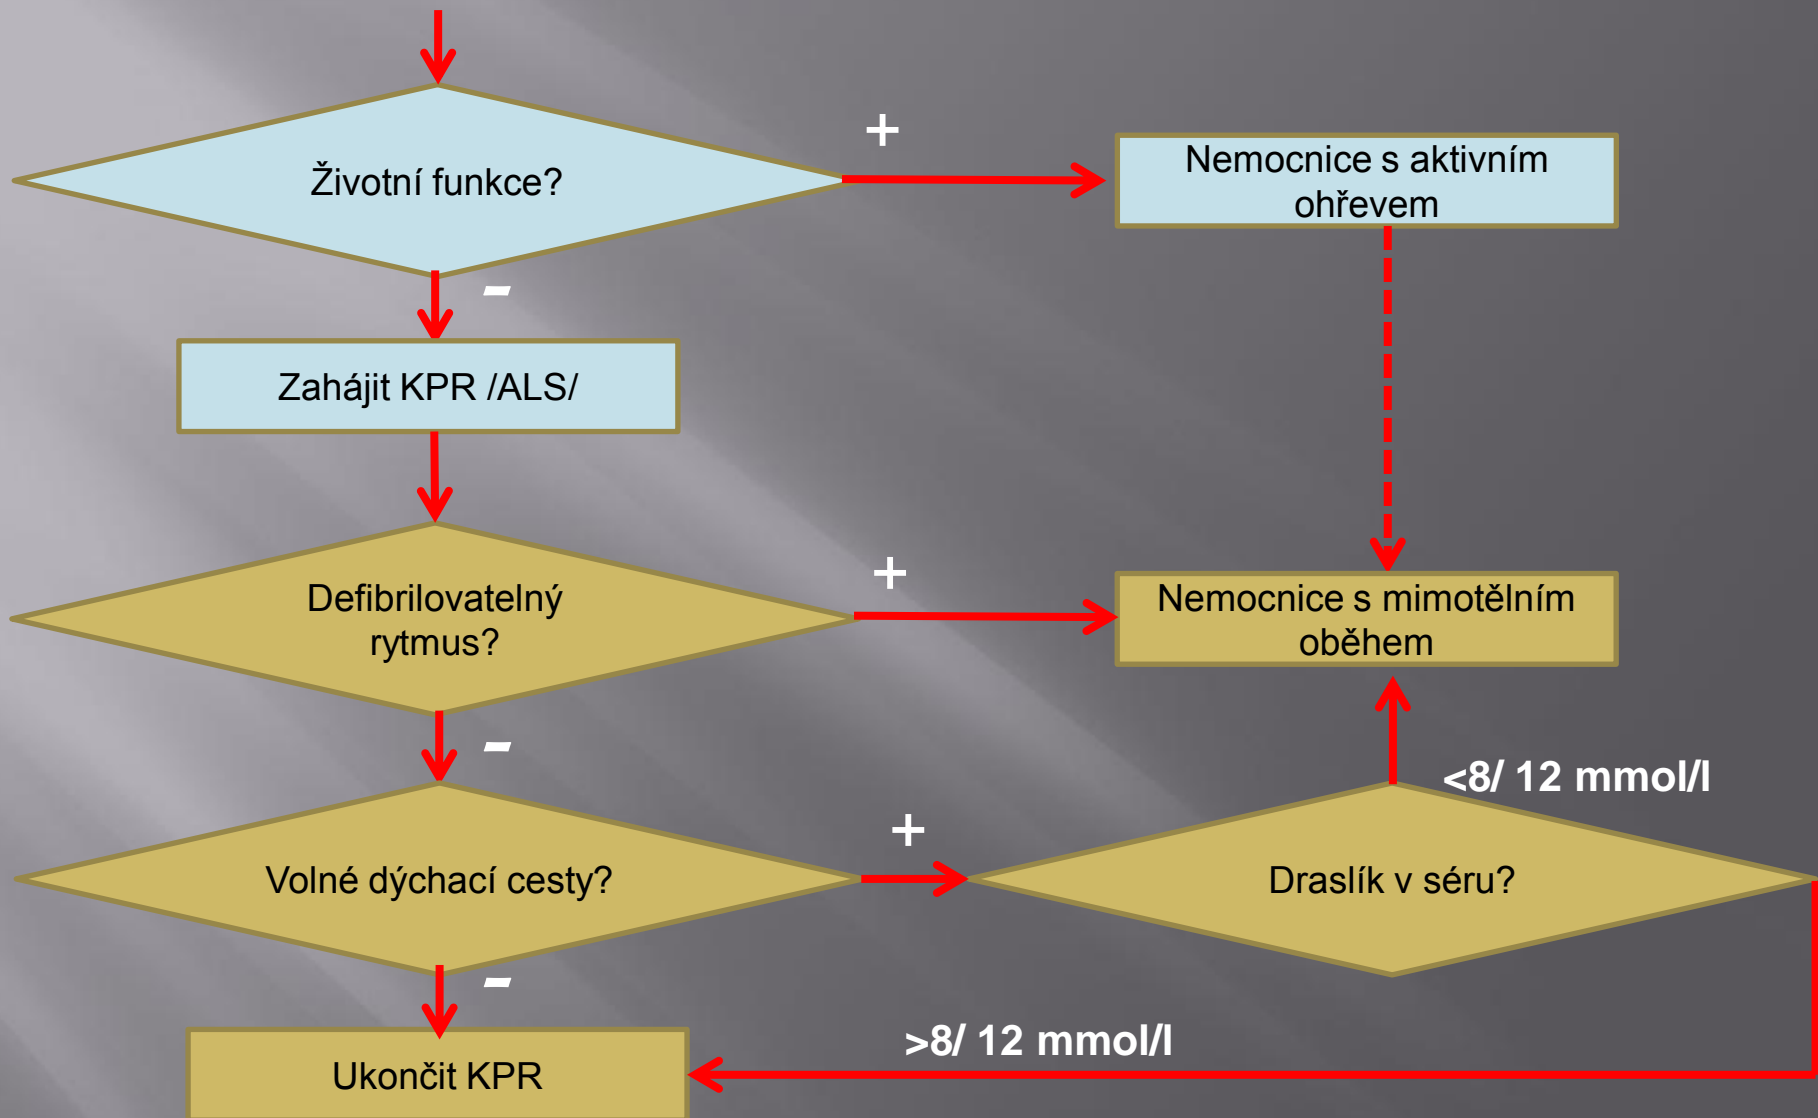 +
Životní funkce?
Nemocnice s aktivním
ohřevem
-
Zahájit KPR /ALS/
+
Defibrilovatelný
rytmus?
Nemocnice s mimotělním
oběhem
-
<8/ 12 mmol/l
+
Volné dýchací cesty?
Draslík v séru?
-
>8/ 12 mmol/l
Ukončit KPR